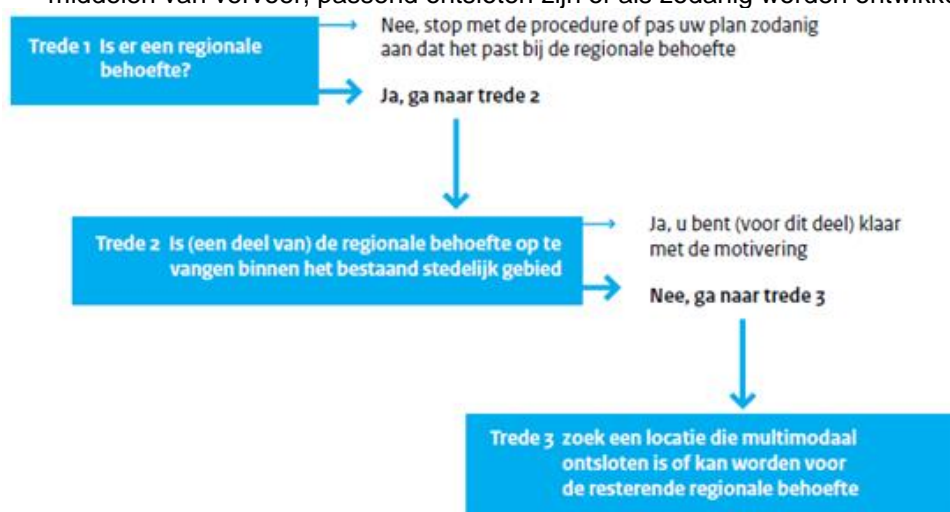 middelen van vervoer, passend ontsloten zijn of als zodanig worden ontwikke
Trede 1 Is er een regionale
behoefte?
Nee, stop met de procedure of pas uw plan zodanig
aan dat het past bij de regionale behoefte
Ja, ga naar trede 2
Trede 2 Is (een deel van) de regionale behoefte op te
vangen binnen het bestaand stedelijk gebied
Ja, u bent (voor dit deel) klaar
met de motivering
Nee, ga naar trede 3
Trede 3 zoek een locatie die multimodaal
ontsloten is of kan worden voor
de resterende regionale behoefte